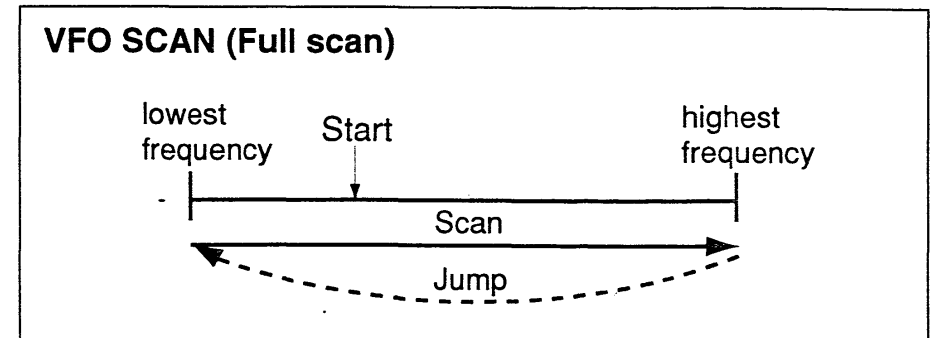 VFO SCAN (Full scan)
lowest
frequency
Start
highest
frequency
Scan
Jump